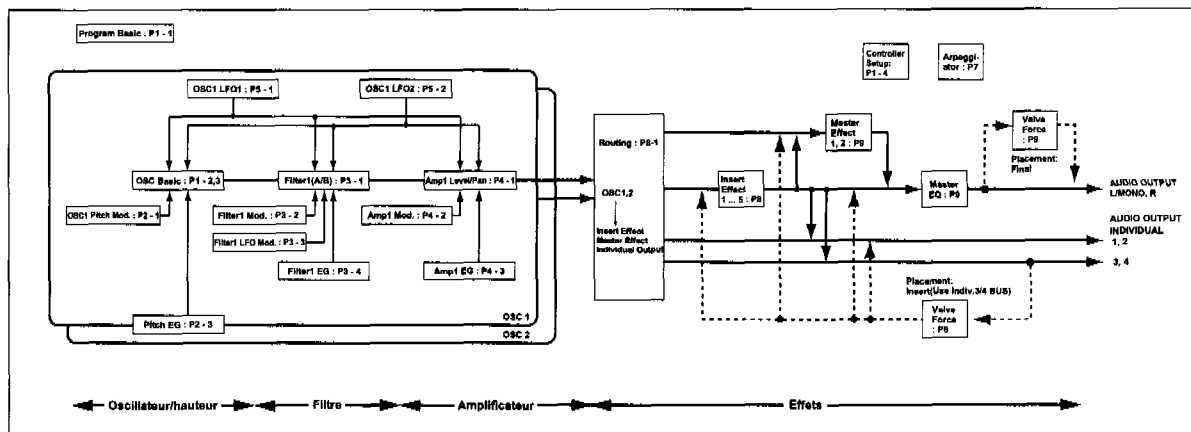 Program Basic : P1 - 1
Controller
Setup:
P1 - 4
Arpeggi-
ator : P7
OSC1 LFO1 : P5 - 1
OSC1 LFO2 : P5 - 2
OSC Basic : P1 - 2,3
Filter1(A/B) : P3 - 1
Amp1 Level/Pan : P4 - 1
OSC1 Pitch Mod. : P2 - 1
Filter1 Mod. : P3 - 2
Filter1 LFO Mod. : P3 - 3
Filter1 EG : P3 - 4
Amp1 Mod. : P4 - 2
Amp1 EG : P4 - 3
Pitch EG : P2 - 3
OSC 1
OSC 2
Routing : P8-1
OSC1,2
Insert Effect
Master Effect
Individual Output
Insert
Effect
1 ... 5 : P8
Master
Effect
1, 2 : P9
Master
EQ : P9
Valve
Force
: P9
Placement:
Final
AUDIO OUTPUT
L/MONO, R
AUDIO OUTPUT
INDIVIDUAL
1, 2
3, 4
Placement:
Insert(Use Indiv.3/4 BUS)
Valve
Force
: P9
Oscillateur/hauteur
Filtre
Amplificateur
Effets